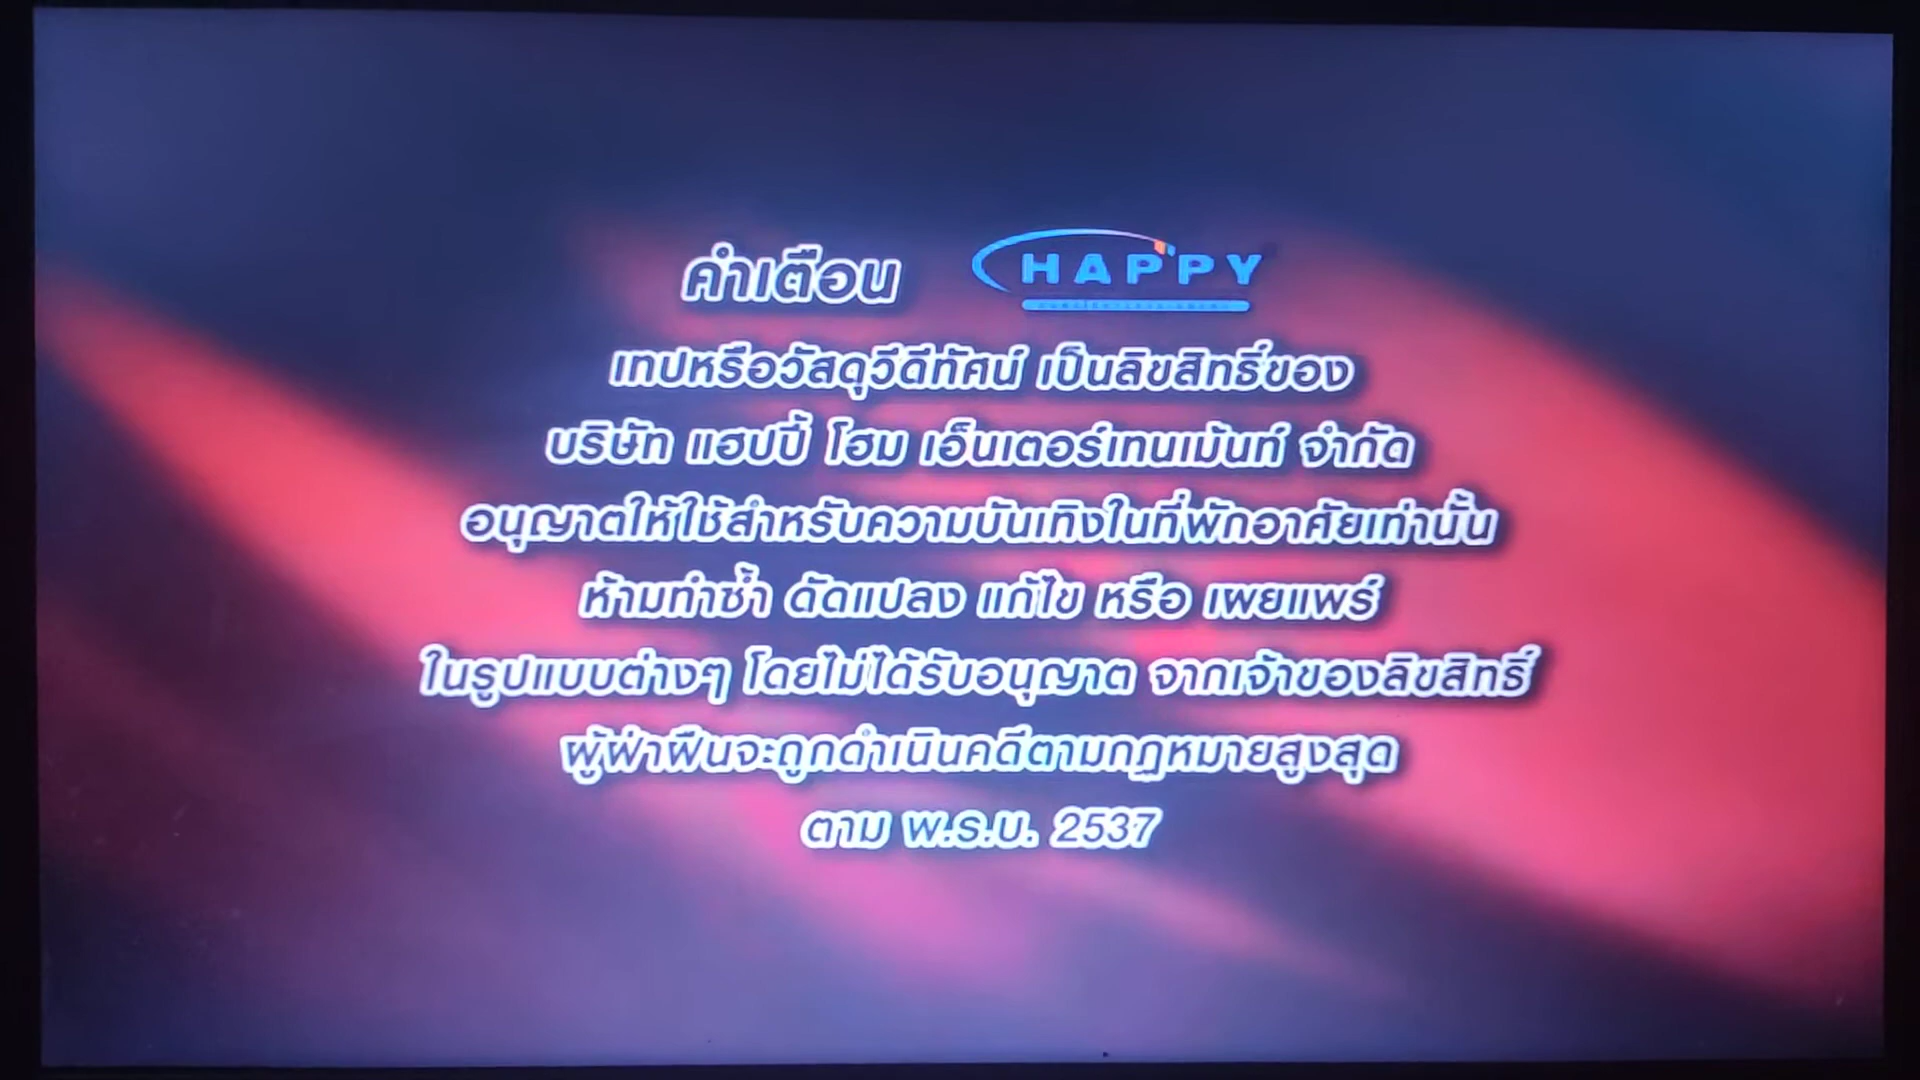 คำเตือน HAPPY
เทปหรือวัสดุวีดีทัศน์ เป็นลิขสิทธิ์ของ
บริษัท แฮปปี้ โฮม เอ็นเตอร์เทนเม้นท์ จำกัด
อนุญาตให้ใช้สำหรับความบันเทิงในที่พักอาศัยเท่านั้น
ห้ามทำซ้ำ ดัดแปลง แก้ไข หรือ เผยแพร่
ในรูปแบบต่างๆ โดยไม่ได้รับอนุญาต จากเจ้าของลิขสิทธิ์
ผู้ฝ่าฝืนจะถูกดำเนินคดีตามกฎหมายสูงสุด
ตาม พ.ร.บ. 2537